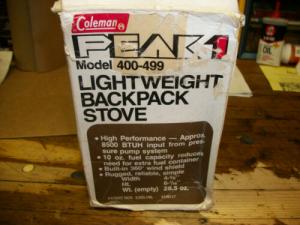 Coleman
PEAK 1
Model 400-499
LIGHTWEIGHT
BACKPACK
STOVE
• High Performance — Approx.
8500 BTUH input from pres-
sure pump system
• 10 oz. fuel capacity reduces
need for extra fuel container
• Built-in 360° wind shield
• Rugged, reliable, simple
Width
Ht.
Wt. (empty) 28.5 oz.